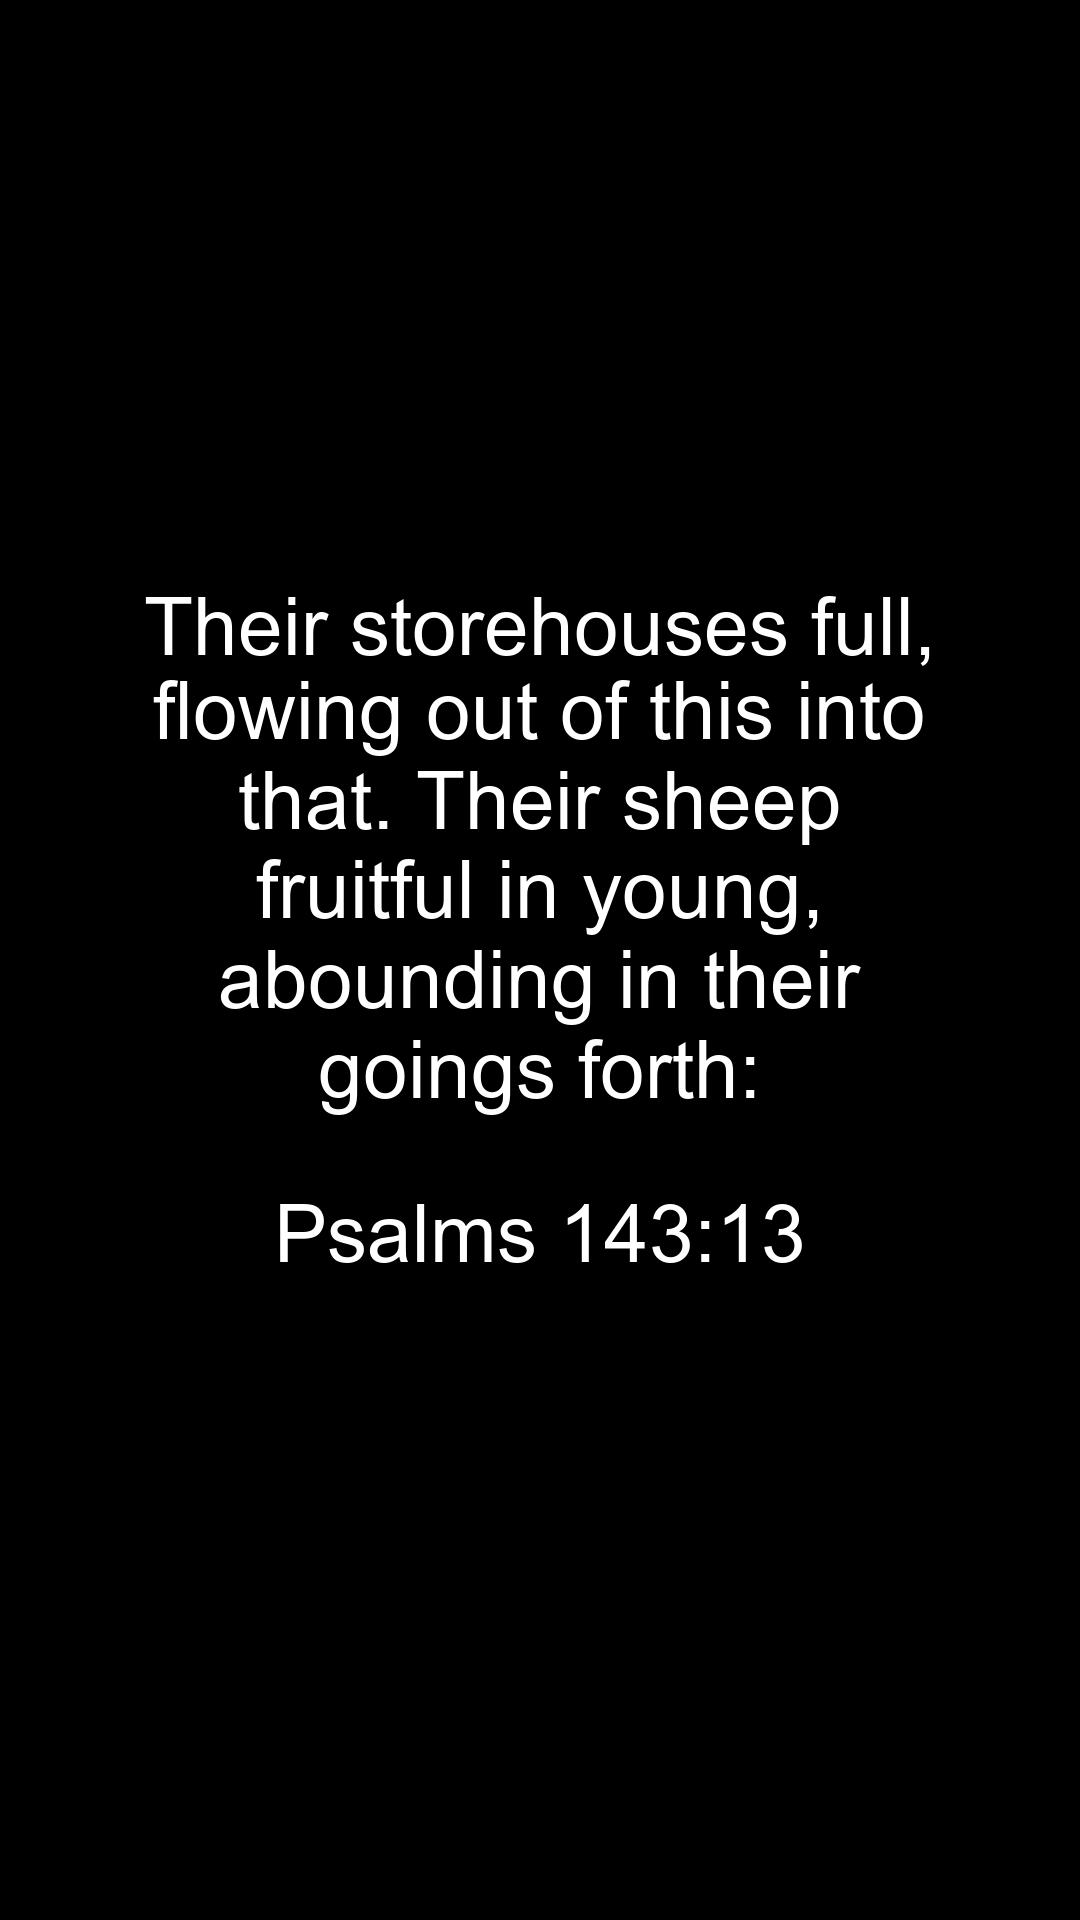 Their storehouses full,
flowing out of this into
that. Their sheep
fruitful in young,
abounding in their
goings forth:
Psalms 143:13